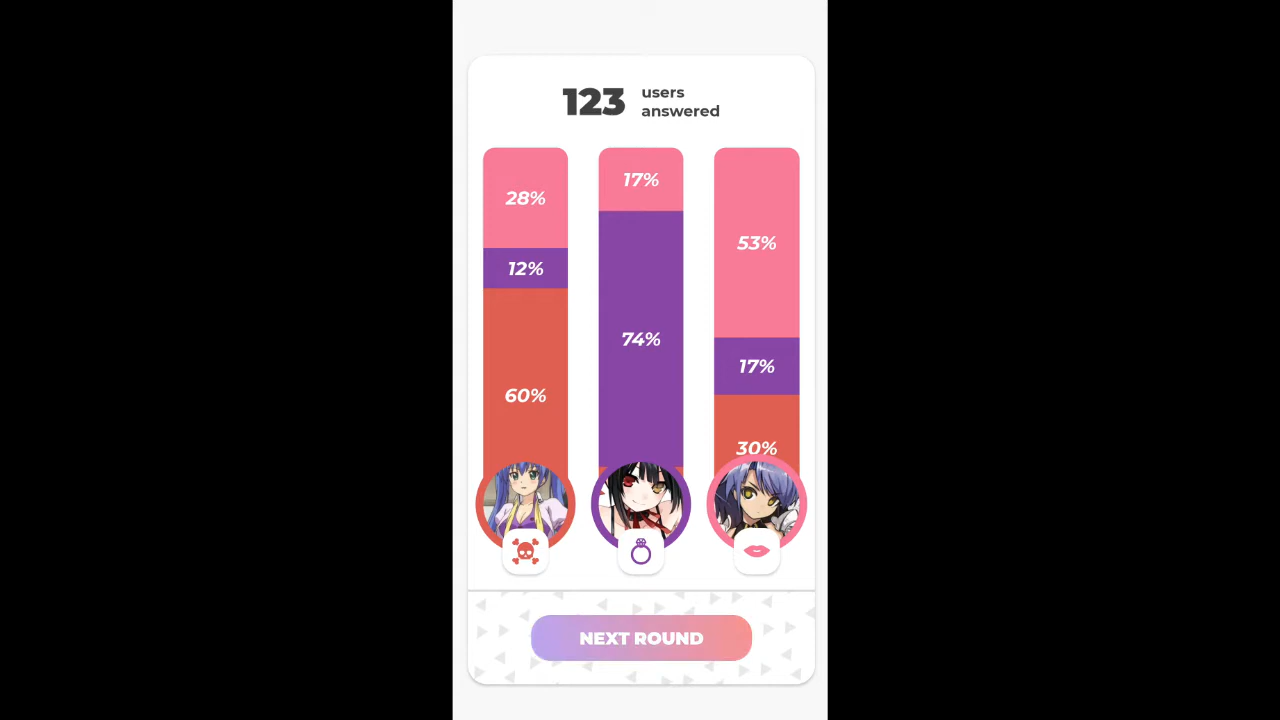 123 users
answered
28% 17% 53%
12% 74% 17%
60% 30%
NEXT ROUND